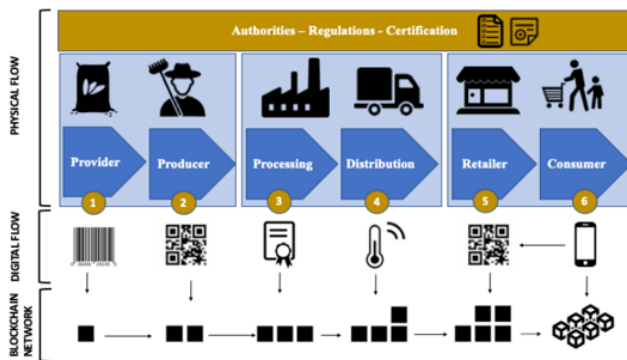 Authorities – Regulations - Certification
PHYSICAL FLOW
Provider
Producer
Processing
Distribution
Retailer
Consumer
1
2
3
4
5
6
DIGITAL FLOW
BLOCKCHAIN
NETWORK